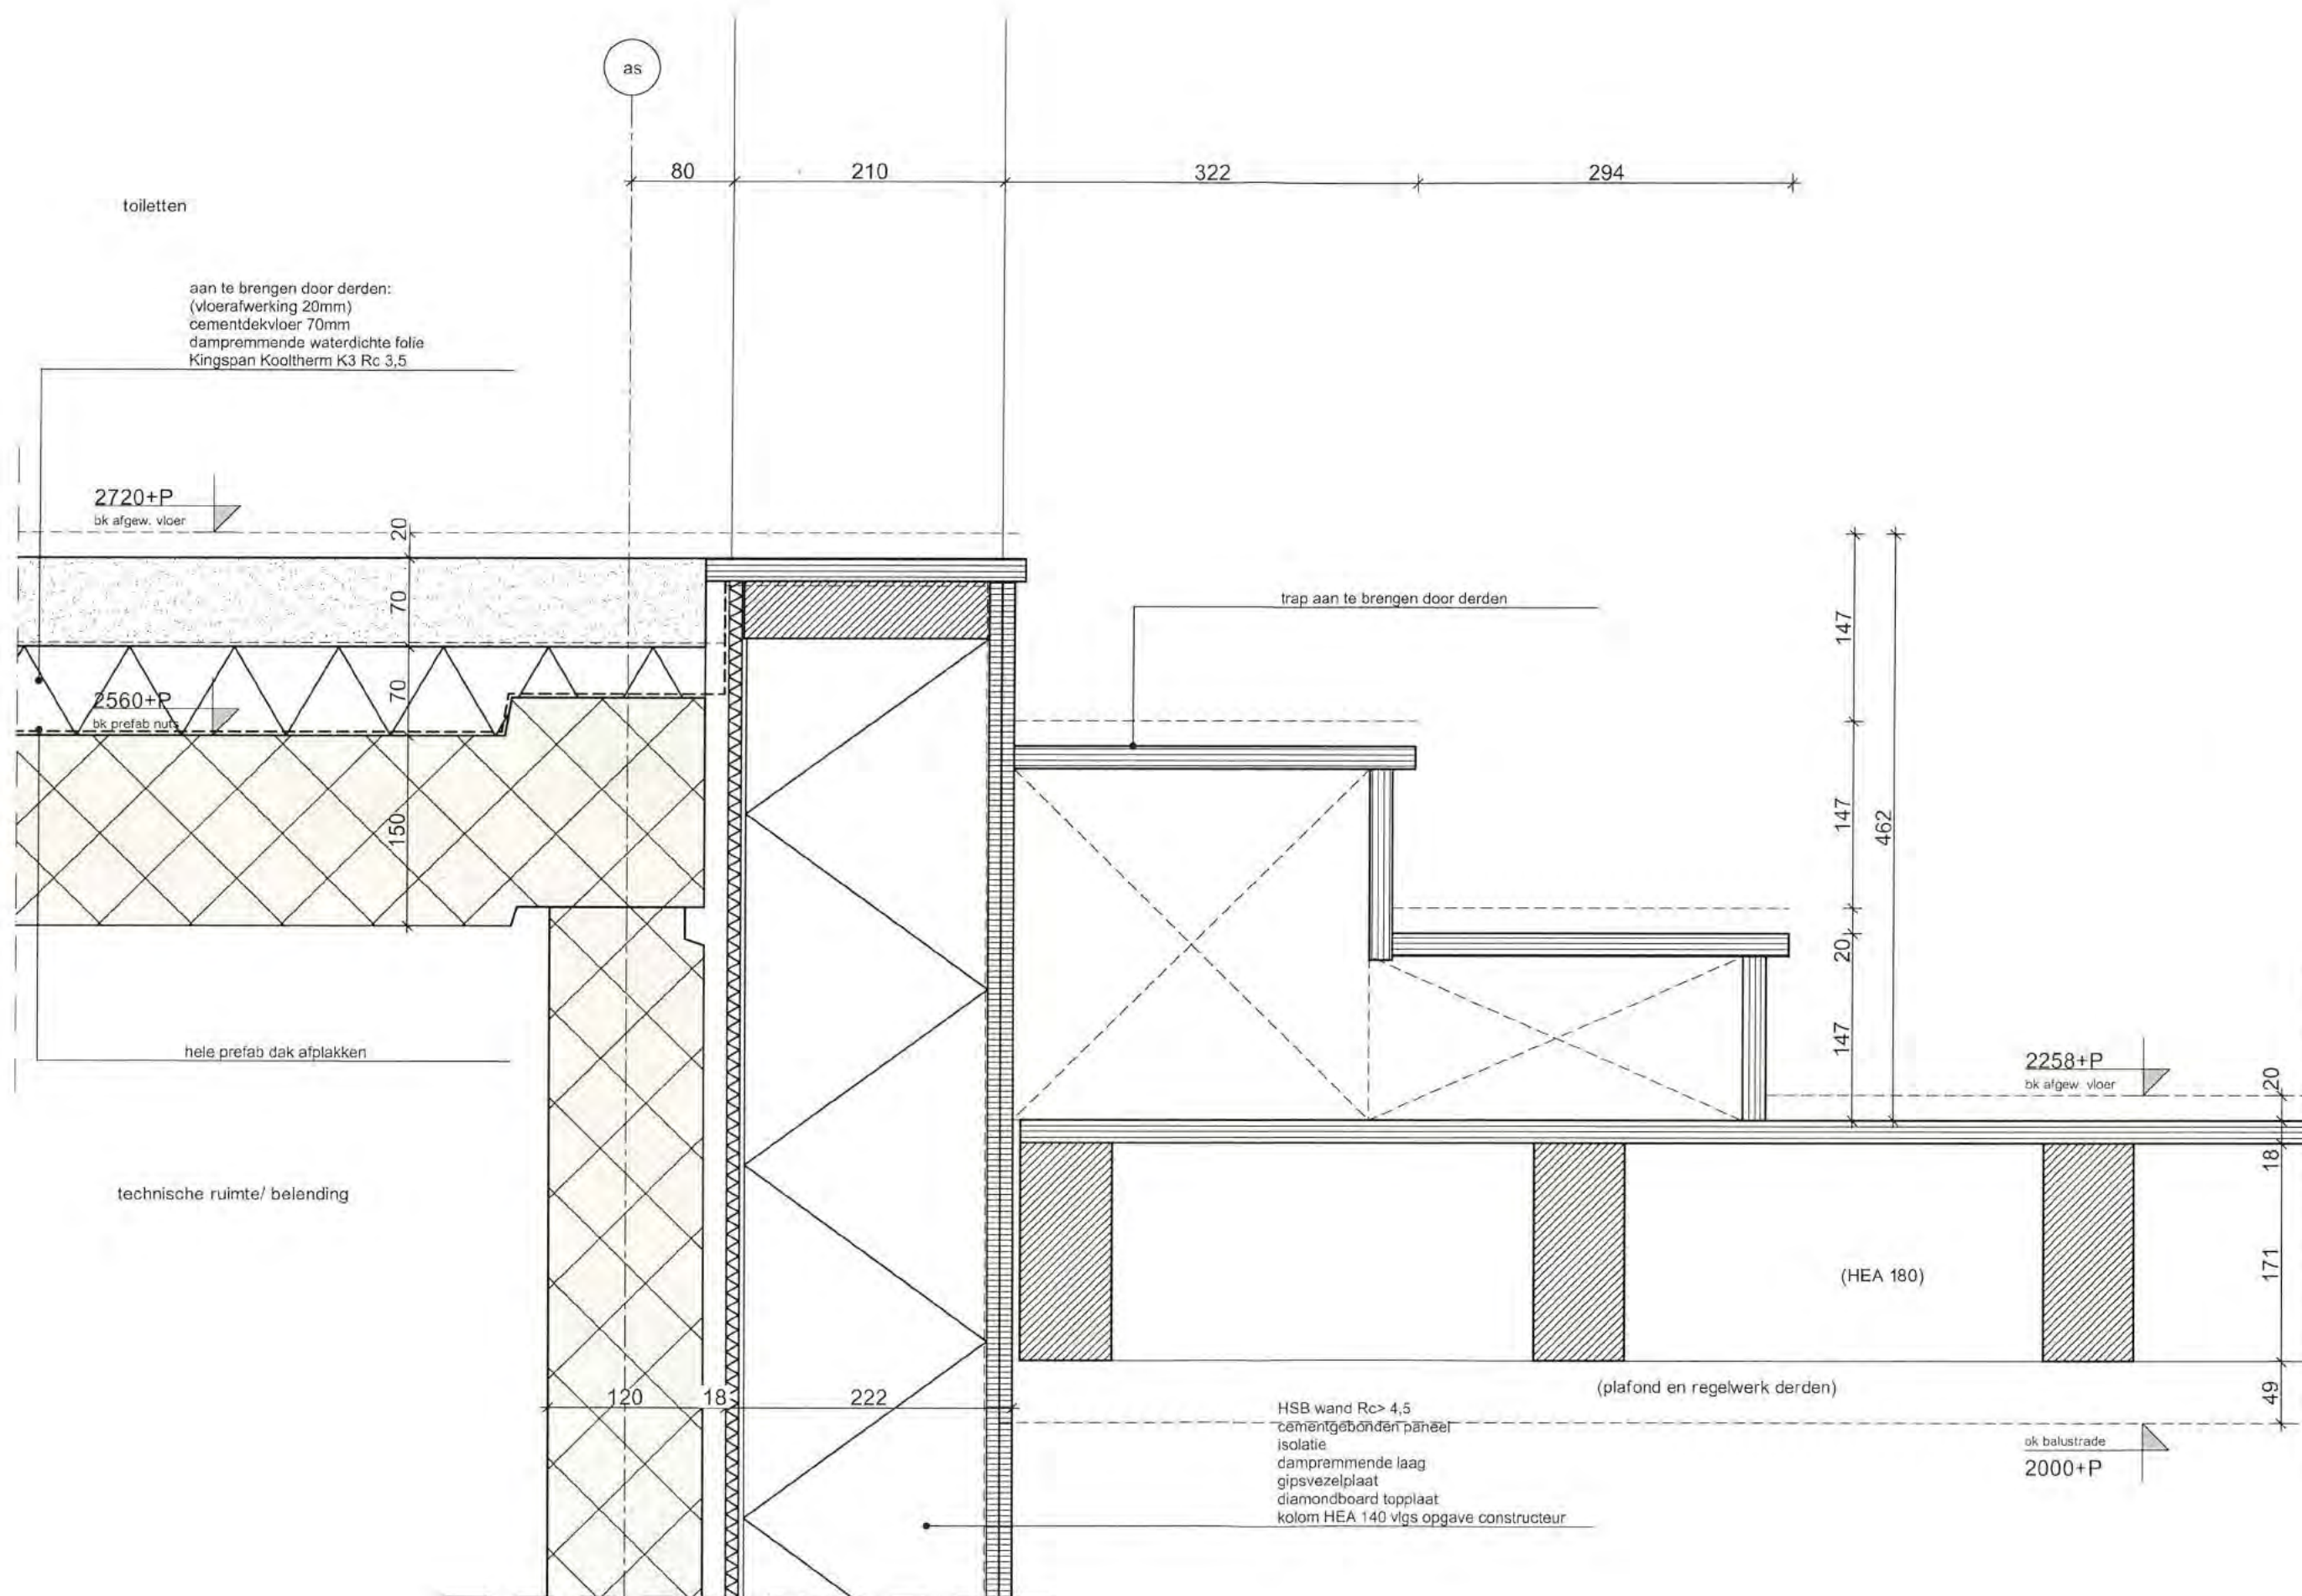 as
80
210
322
294
toiletten
aan te brengen door derden:
(vloerafwerking 20mm)
cementdekvloer 70mm
dampremmende waterdichte folie
Kingspan Kooltherm K3 Rc 3,5
2720+P
bk afgew. vloer
20
70
trap aan te brengen door derden
147
70
2560+P
bk prefab nuts
150
147
462
20
hele prefab dak afplakken
147
2258+P
bk afgew. vloer
20
18
technische ruimte/ belending
171
(HEA 180)
120
18
222
(plafond en regelwerk derden)
49
HSB wand Rc> 4,5
cementgebonden paneel
isolatie
dampremmende laag
gipsvezelplaat
diamondboard topplaat
kolom HEA 140 vlgs opgave constructeur
ok balustrade
2000+P